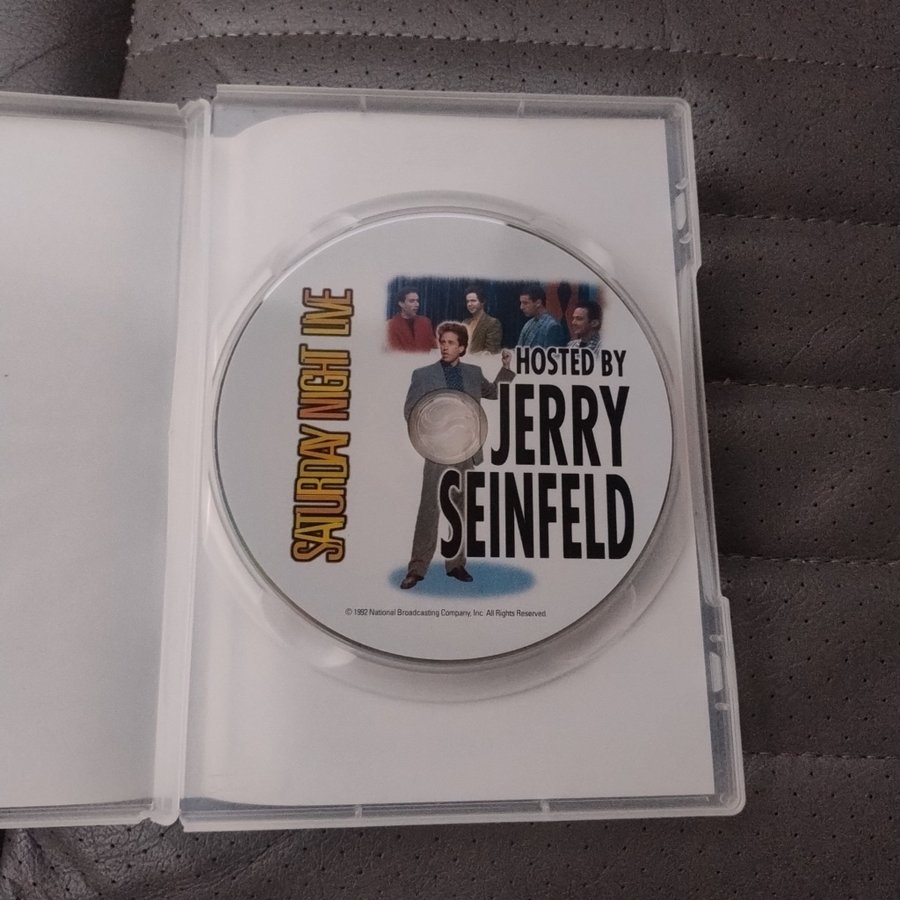 SATURDAY NIGHT LIVE
HOSTED BY
JERRY
SEINFELD
© 1992 National Broadcasting Company, Inc. All Rights Reserved.